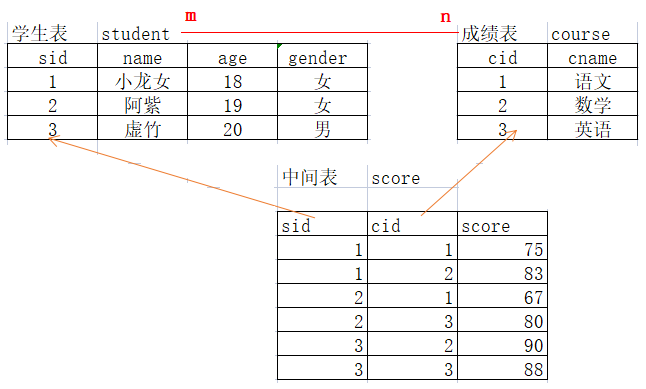 m n
学生表 student 成绩表 course
sid name age gender cid cname
1 小龙女 18 女 1 语文
2 阿紫 19 女 2 数学
3 虚竹 20 男 3 英语
中间表 score
sid cid score
1 1 75
1 2 83
2 1 67
2 3 80
3 2 90
3 3 88